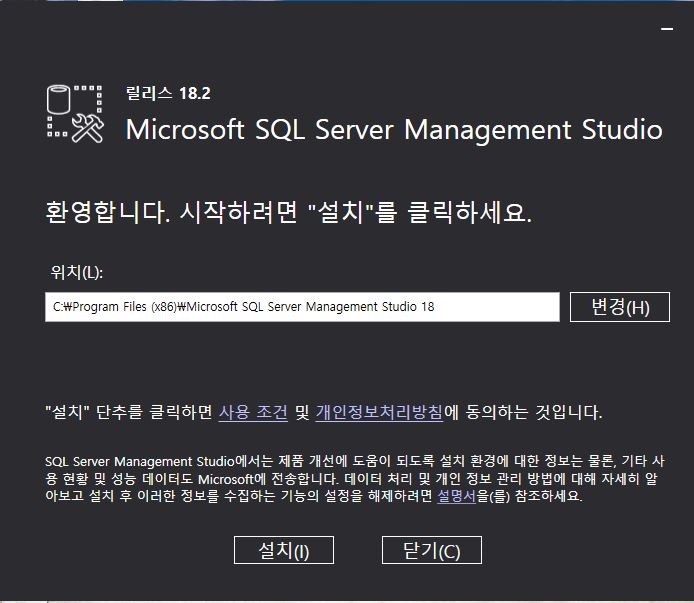 릴리스 18.2
Microsoft SQL Server Management Studio
환영합니다. 시작하려면 "설치"를 클릭하세요.
위치(L):
C:₩Program Files (x86)₩Microsoft SQL Server Management Studio 18
변경(H)
"설치" 단추를 클릭하면 사용 조건 및 개인정보처리방침에 동의하는 것입니다.
SQL Server Management Studio에서는 제품 개선에 도움이 되도록 설치 환경에 대한 정보는 물론, 기타 사
용 현황 및 성능 데이터도 Microsoft에 전송합니다. 데이터 처리 및 개인 정보 관리 방법에 대해 자세히 알
아보고 설치 후 이러한 정보를 수집하는 기능의 설정을 해제하려면 설명서을(를) 참조하세요.
설치(I)
닫기(C)